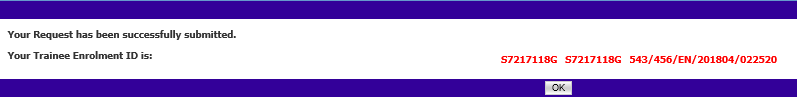 Your Request has been successfully submitted.
Your Trainee Enrolment ID is:
S7217118G S7217118G 543/456/EN/201804/022520
OK